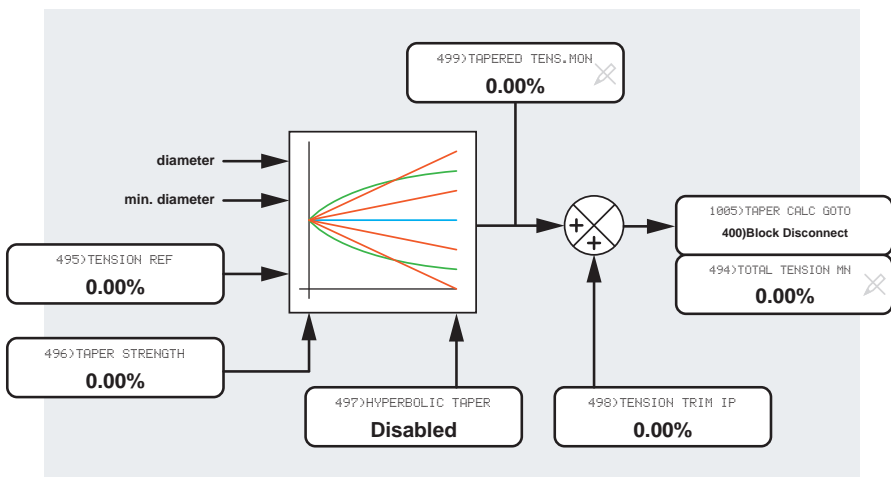 499)TAPERED TENS.MON
0.00%
diameter
min. diameter
495)TENSION REF
0.00%
496)TAPER STRENGTH
0.00%
497)HYPERBOLIC TAPER
Disabled
+
+
498)TENSION TRIM IP
0.00%
1005)TAPER CALC GOTO
400)Block Disconnect
494)TOTAL TENSION MN
0.00%